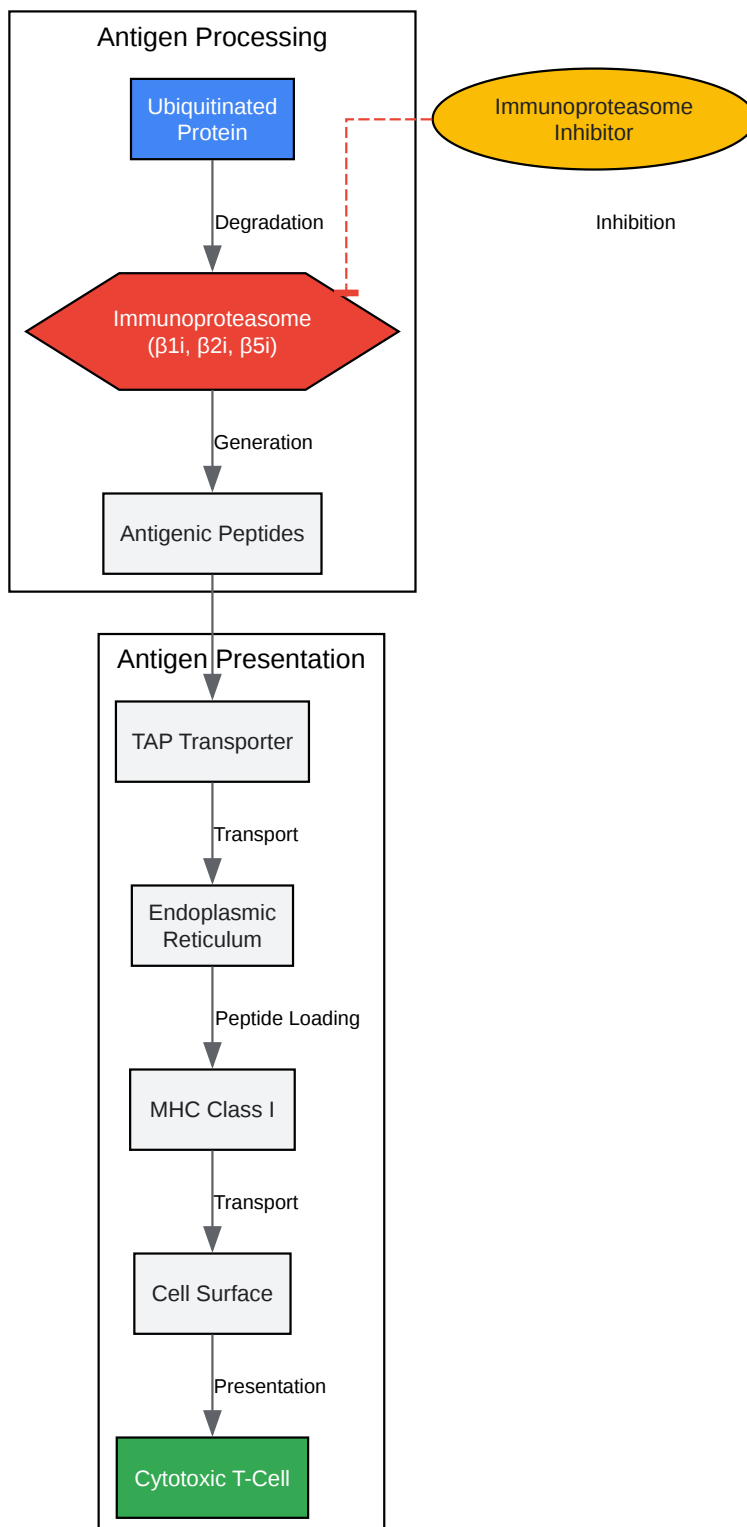 Antigen Processing
Ubiquitinated
Protein
Immunoproteasome
Inhibitor
Degradation
Inhibition
Immunoproteasome
(β1i, β2i, β5i)
Generation
Antigenic Peptides
Antigen Presentation
TAP Transporter
Transport
Endoplasmic
Reticulum
Peptide Loading
MHC Class I
Transport
Cell Surface
Presentation
Cytotoxic T-Cell